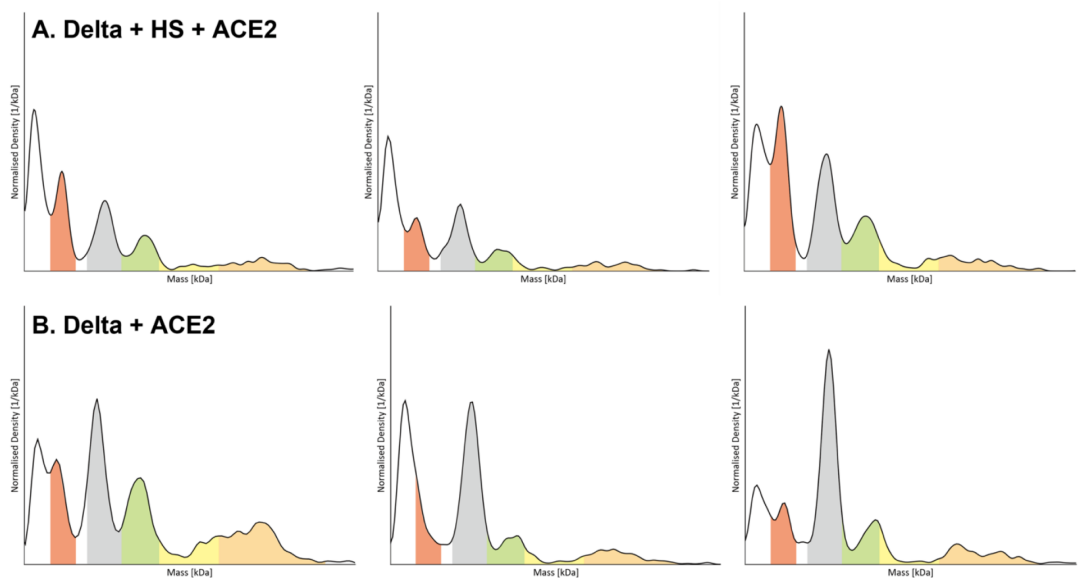 A. Delta + HS + ACE2
Normalised Density [1/kDa]
Mass [kDa]
Normalised Density [1/kDa]
Mass [kDa]
Normalised Density [1/kDa]
Mass [kDa]
B. Delta + ACE2
Normalised Density [1/kDa]
Mass [kDa]
Normalised Density [1/kDa]
Mass [kDa]
Normalised Density [1/kDa]
Mass [kDa]